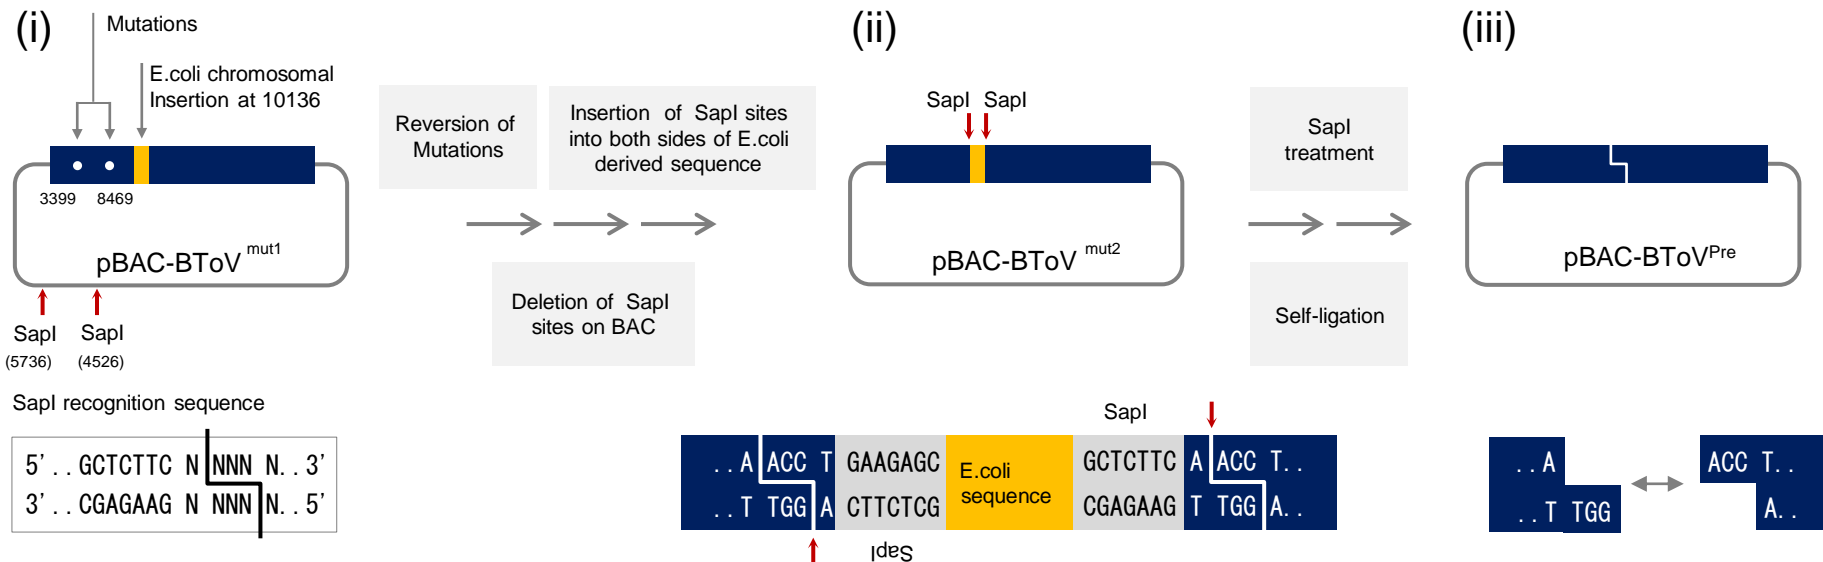 (i)
Mutations
E.coli chromosomal
Insertion at 10136
3399
8469
pBAC-BToV mut1
SapI
(5736)
SapI
(4526)
SapI recognition sequence
5' . . GCTCTTC N NNN N. . 3'
3' . . CGAGAAG N NNN N. . 5'
Reversion of
Mutations
Insertion of SapI sites
into both sides of E.coli
derived sequence
Deletion of SapI
sites on BAC
(ii)
SapI
SapI
pBAC-BToV mut2
SapI
treatment
Self-ligation
(iii)
pBAC-BToVPre
SapI
. . A ACC T GAAGAGC
. . T TGG A CTTCTCG
E.coli
sequence
GCTCTTC A ACC T. .
CGAGAAG T TGG A. .
SapI
. . A
. . T TGG
ACC T. .
A. .